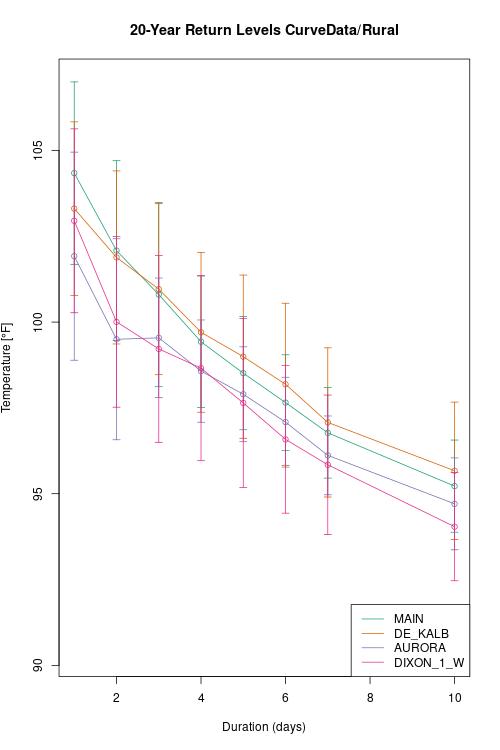 20-Year Return Levels CurveData/Rural
Temperature [°F]
105
100
95
90
2
4
6
8
10
Duration (days)
MAIN
DE_KALB
AURORA
DIXON_1_W